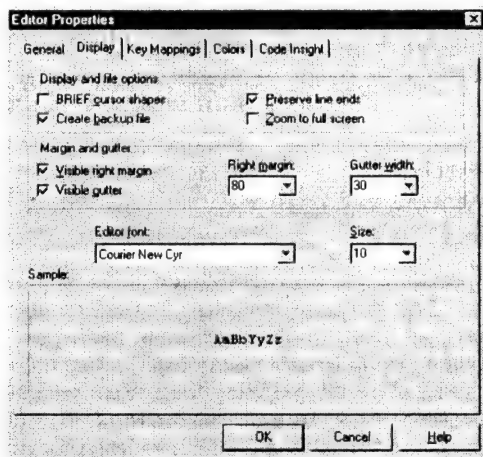 Editor Properties
General Display Key Mappings Colors Code Insight
Display and file options
BRIEF cursor shapes Preserve line ends
Create backup file Zoom to full screen
Margin and gutter
Visible right margin Right margin: Gutter width:
Visible gutter 80 30
Editor font: Size:
Courier New Cyr 10
Sample:
AaBbYyZz
OK Cancel Help